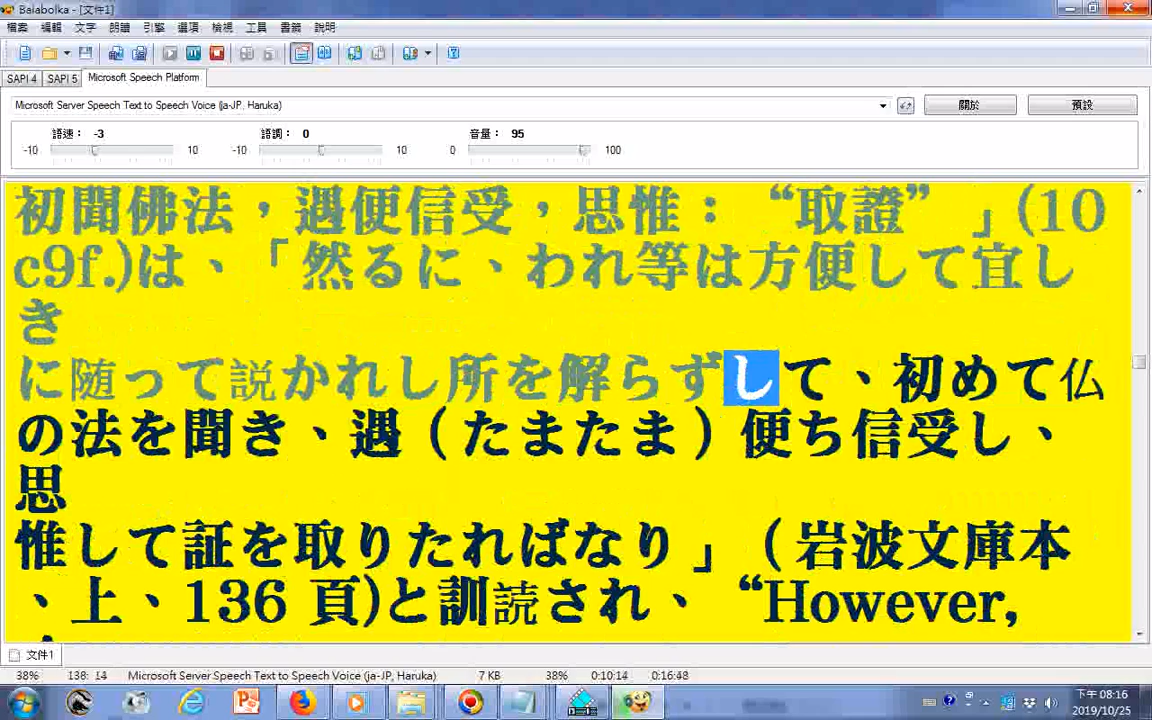 Balabolka - [文件1]
檔案 編輯 文字 朗讀 引擎 選項 檢視 工具 書籤 說明
SAPI 4 SAPI 5 Microsoft Speech Platform
Microsoft Server Speech Text to Speech Voice (ja-JP, Haruka) 關於 預設
語速： -3 語調： 0 音量： 95
-10 10 -10 10 0 100
初聞佛法，遇便信受，思惟：“取證”」(10
c9f.)は、「然るに、われ等は方便して宜し
き
に随って説かれし所を解らずして、初めて仏
の法を聞き、遇（たまたま）便ち信受し、
思
惟して証を取りたればなり」（岩波文庫本
、上、136 頁)と訓読され、“However,
文件1
38% 138: 14 Microsoft Server Speech Text to Speech Voice (ja-JP, Haruka) 7 KB 38% 0:10:14 0:16:48
下午 08:16
2019/10/25